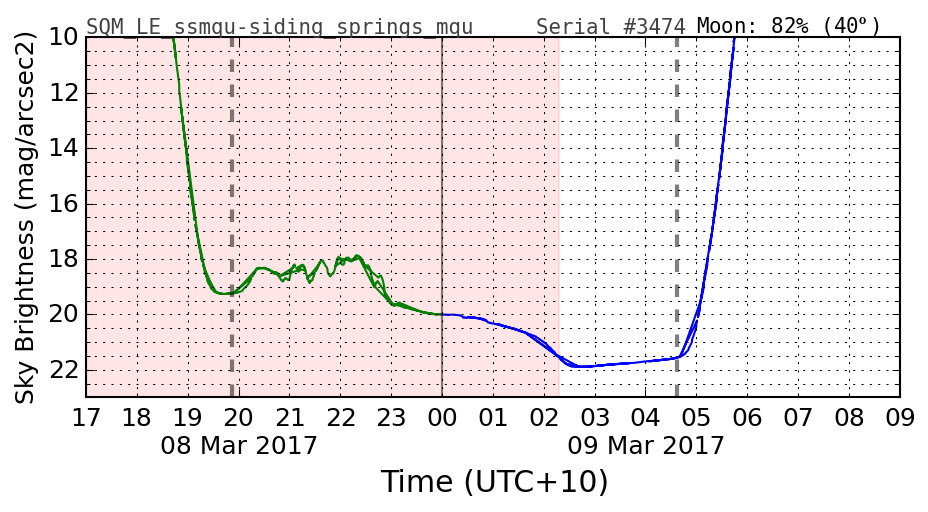 SQM_LE_ssmqu-siding_springs_mqu Serial #3474 Moon: 82% (40°)
Sky Brightness (mag/arcsec2)
10
12
14
16
18
20
22
17 18 19 20 21 22 23 00 01 02 03 04 05 06 07 08 09
08 Mar 2017 09 Mar 2017
Time (UTC+10)